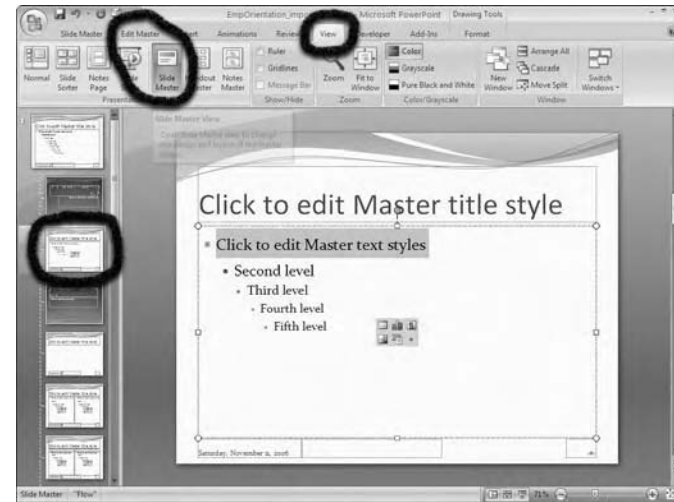 EmpOrientation_impo Microsoft PowerPoint Drawing Tools
Slide Master Edit Master Animations Review View Developer Add-Ins Format
Normal Slide Sorter Notes Page Slide Master Handout Master Notes Master
Ruler
Gridlines
Message Bar
Zoom Fit to Window
Color
Grayscale
Pure Black and White
New Window
Arrange All
Cascade
Move Split
Switch Windows
Show/Hide Zoom Color/Grayscale Window
Slide Master View
Click to edit Master title style
Click to edit Master text styles
Second level
Third level
Fourth level
Fifth level
Saturday, November 11, 2006
Slide Master "Flow" 71%